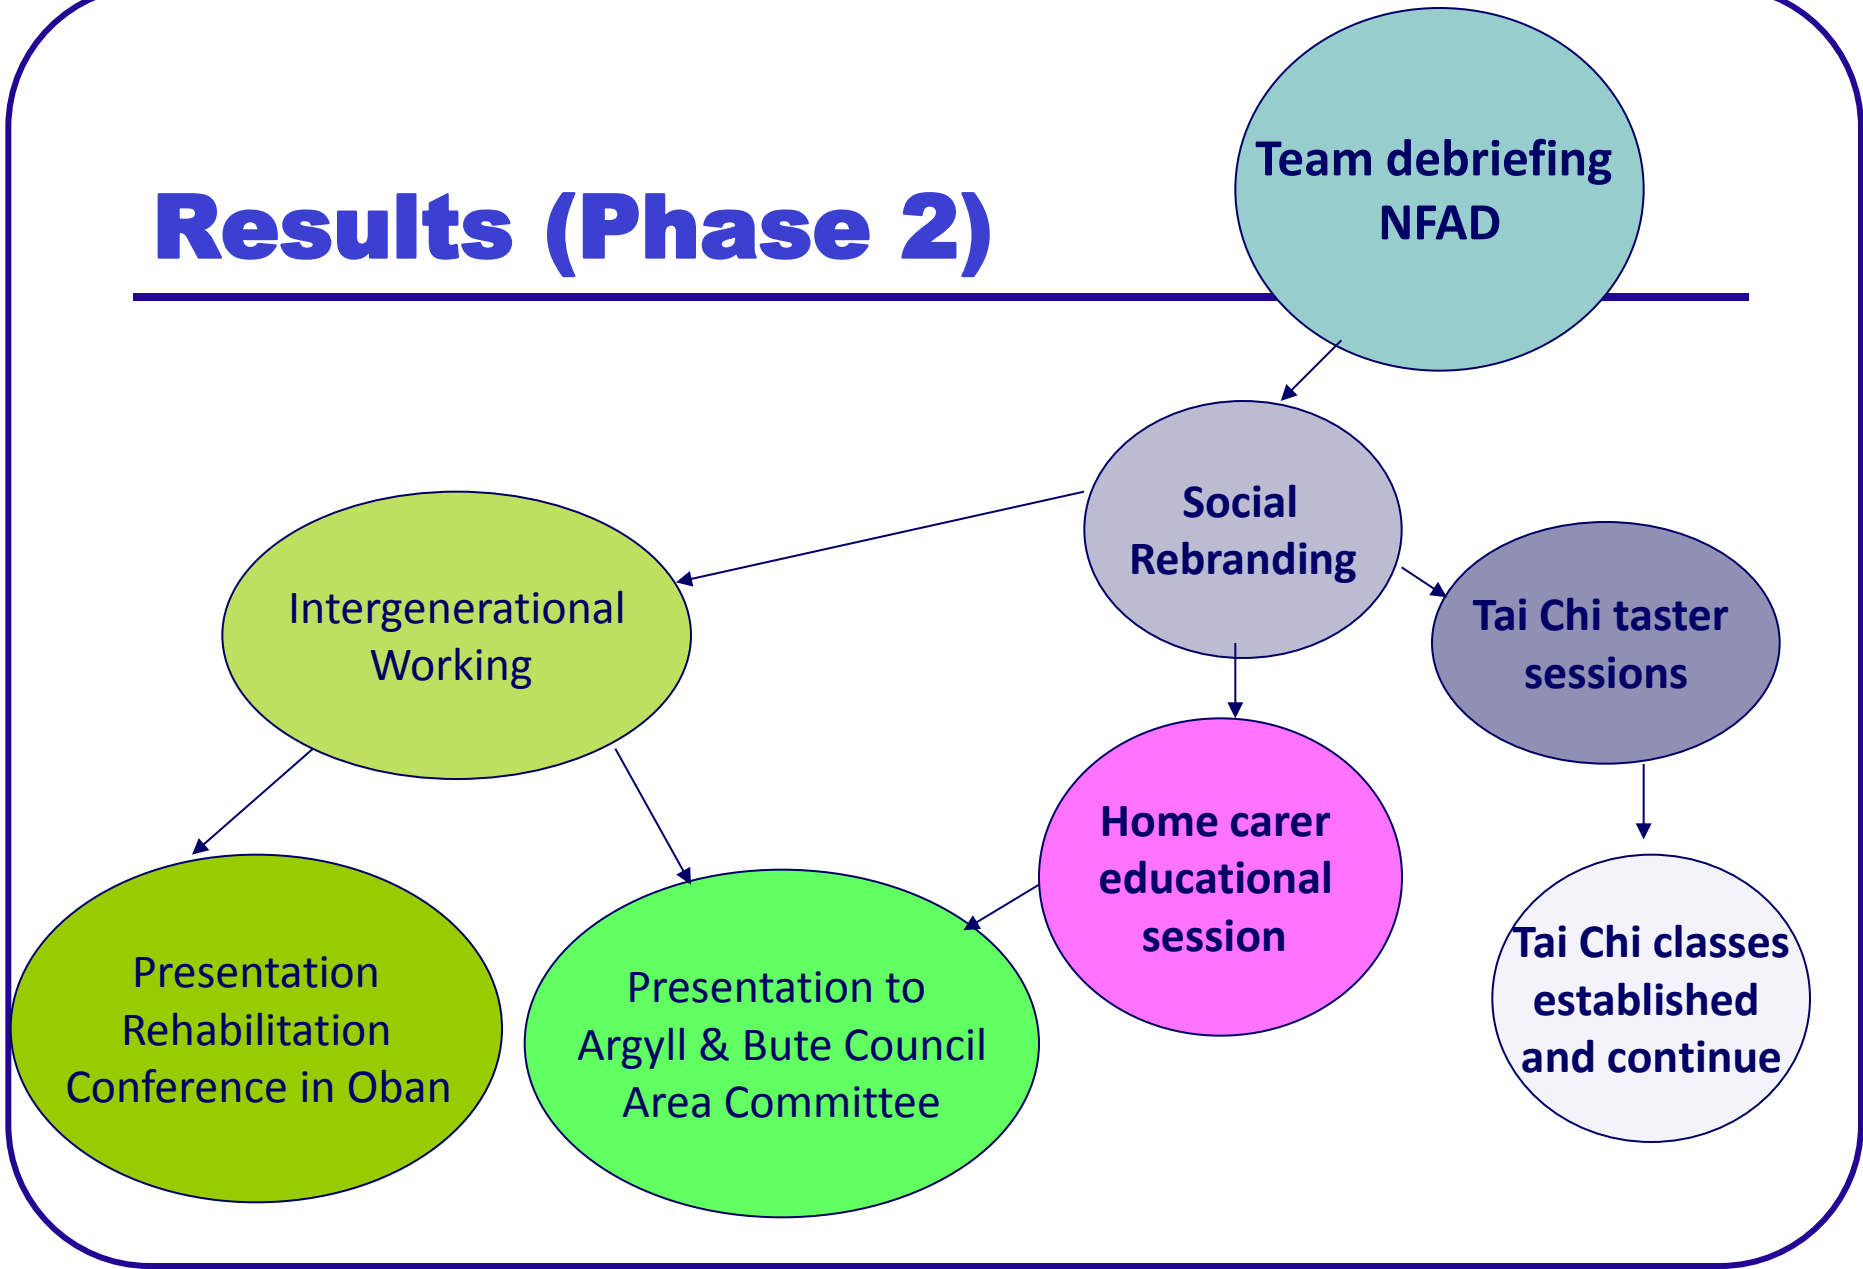 Results (Phase 2)
Team debriefing
NFAD
Social
Rebranding
Intergenerational
Working
Tai Chi taster
sessions
Home carer
educational
session
Presentation
Rehabilitation
Conference in Oban
Presentation to
Argyll & Bute Council
Area Committee
Tai Chi classes
established
and continue